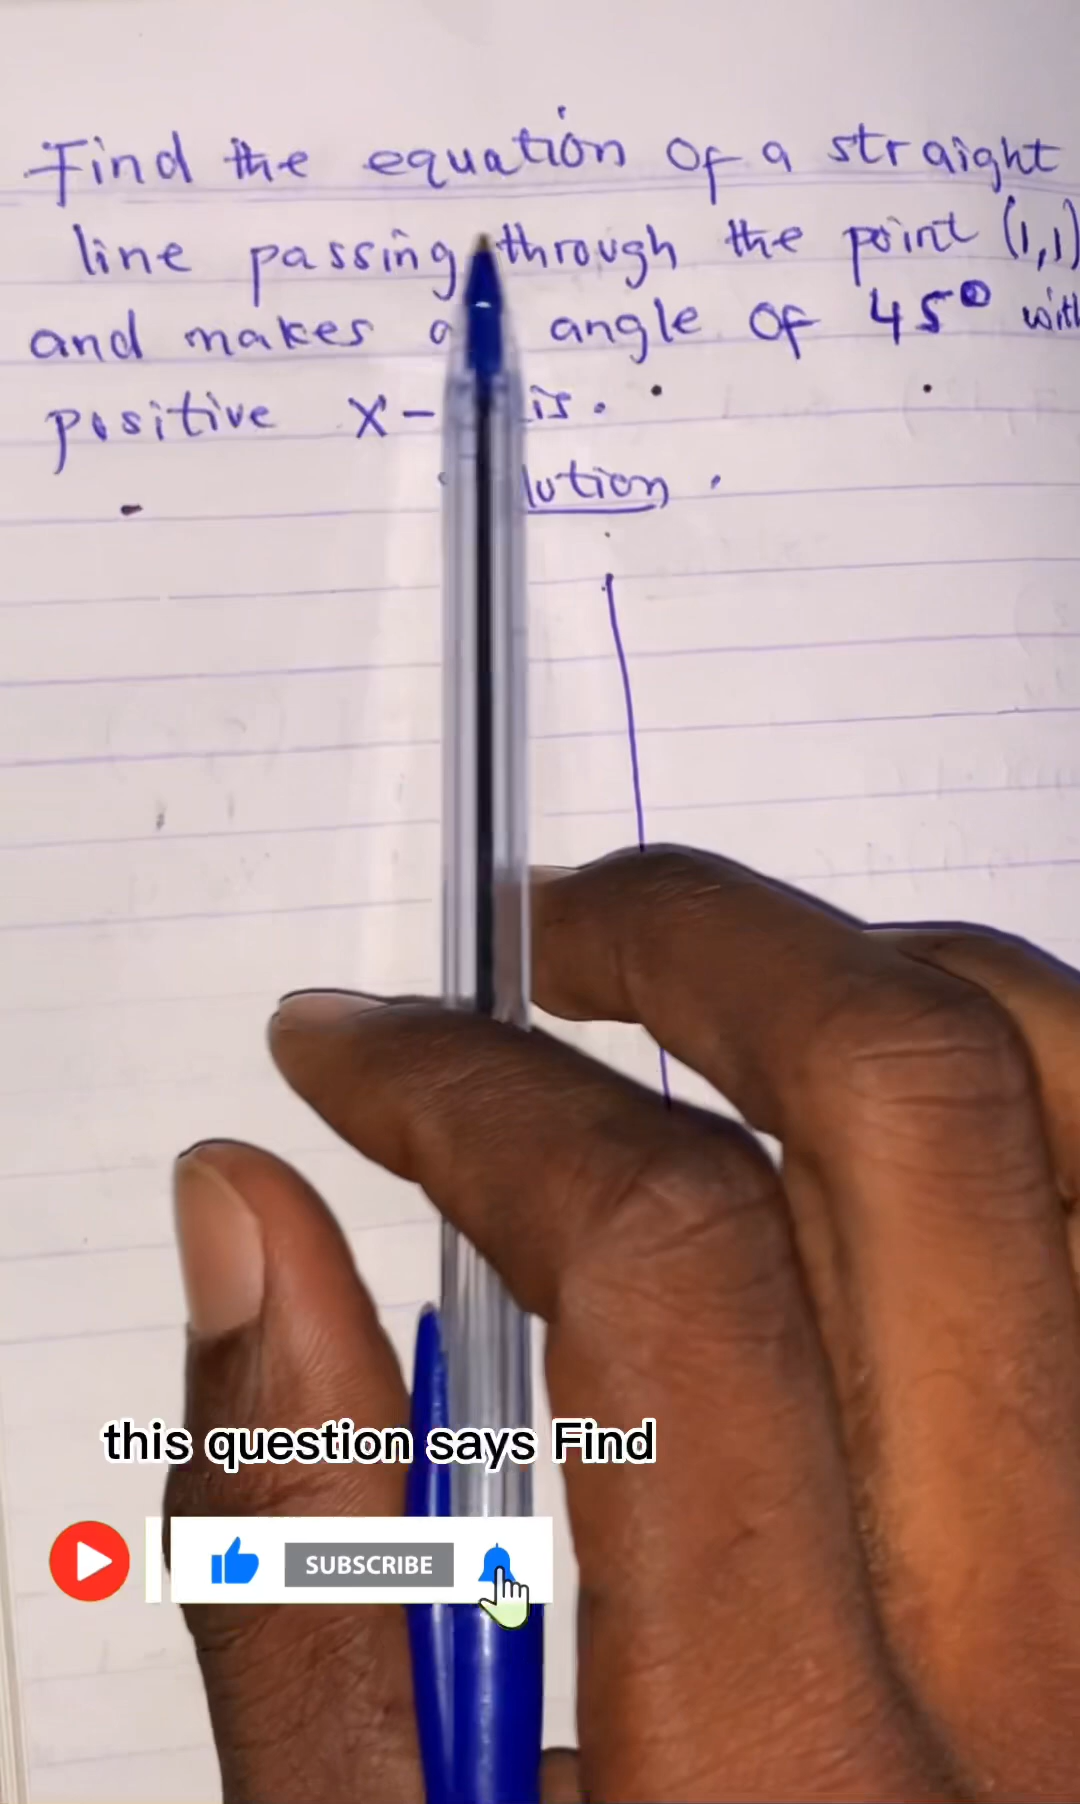 Find the equation of a straight
line passing through the point (1,1)
and makes a angle of 45° with
positive x- is.
lution.
this question says Find
SUBSCRIBE